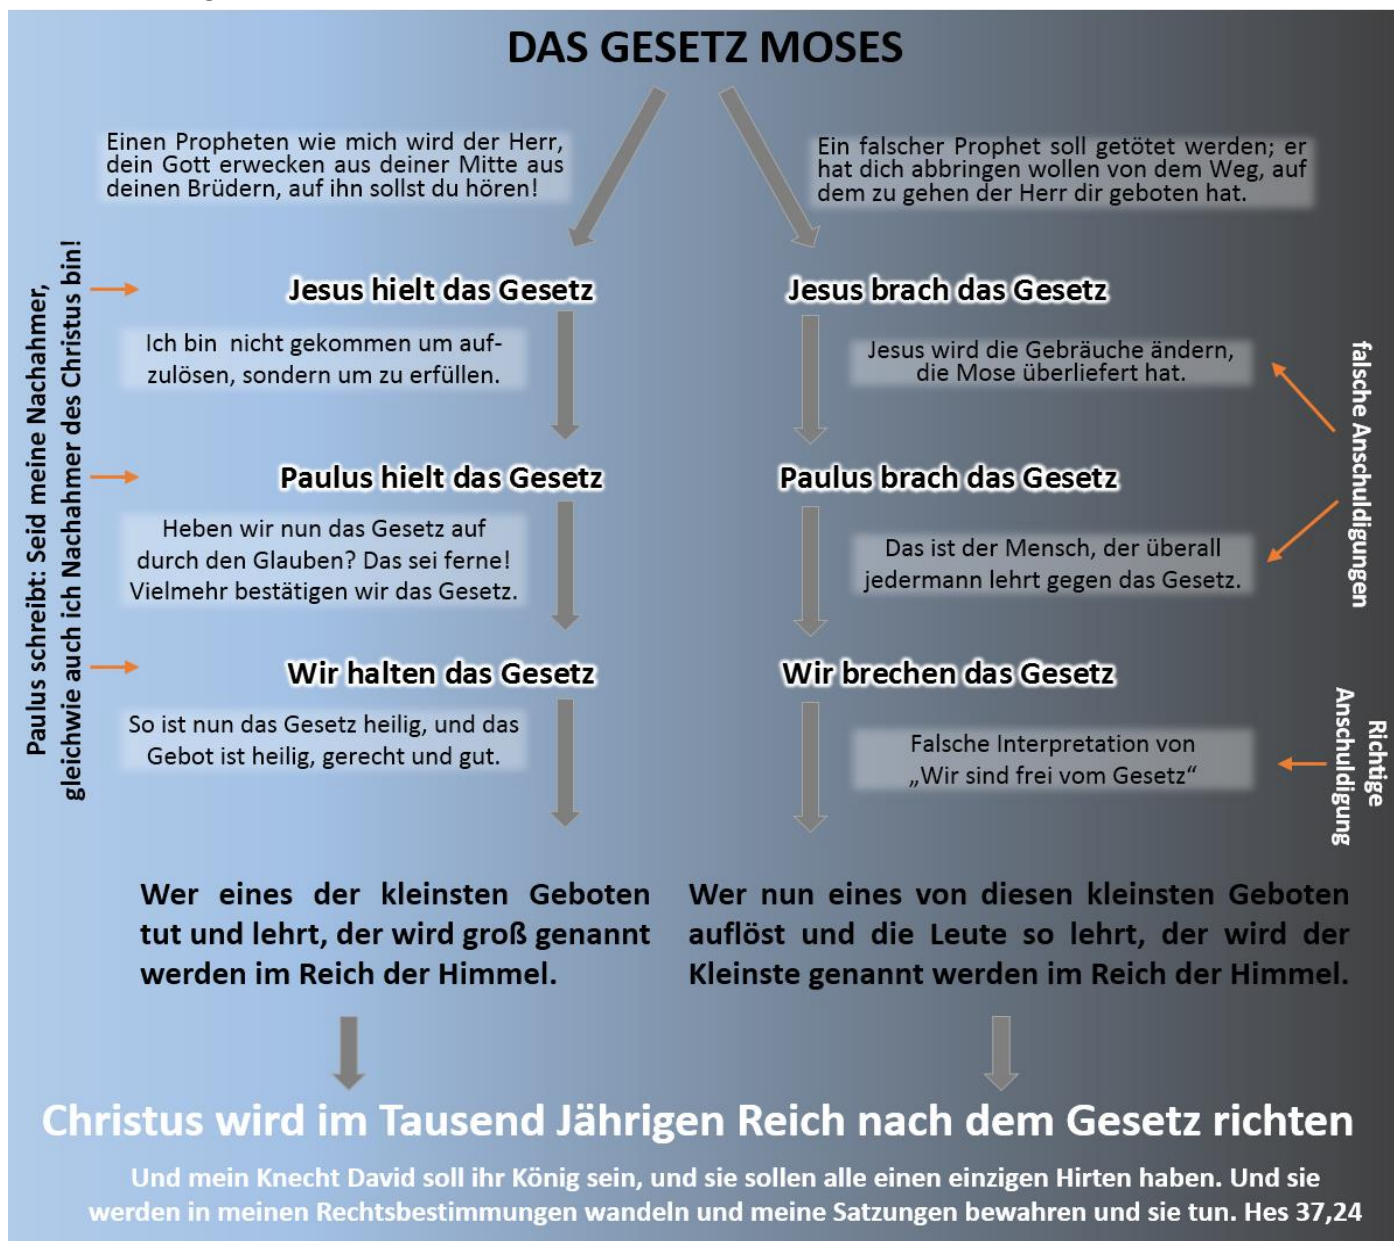 DAS GESETZ MOSES
Einen Propheten wie mich wird der Herr,
dein Gott erwecken aus deiner Mitte aus
deinen Brüdern, auf ihn sollst du hören!
Ein falscher Prophet soll getötet werden; er
hat dich abbringen wollen von dem Weg, auf
dem zu gehen der Herr dir geboten hat.
Paulus schreibt: Seid meine Nachahmer,
gleichwie auch ich Nachahmer des Christus bin!
Jesus hielt das Gesetz
Ich bin nicht gekommen um auf-
zulösen, sondern um zu erfüllen.
Paulus hielt das Gesetz
Heben wir nun das Gesetz auf
durch den Glauben? Das sei ferne!
Vielmehr bestätigen wir das Gesetz.
Wir halten das Gesetz
So ist nun das Gesetz heilig, und das
Gebot ist heilig, gerecht und gut.
Jesus brach das Gesetz
Jesus wird die Gebräuche ändern,
die Mose überliefert hat.
Paulus brach das Gesetz
Das ist der Mensch, der überall
jedermann lehrt gegen das Gesetz.
Wir brechen das Gesetz
Falsche Interpretation von
„Wir sind frei vom Gesetz“
falsche Anschuldigungen
Richtige
Anschuldigung
Wer eines der kleinsten Geboten
tut und lehrt, der wird groß genannt
werden im Reich der Himmel.
Wer nun eines von diesen kleinsten Geboten
auflöst und die Leute so lehrt, der wird der
Kleinste genannt werden im Reich der Himmel.
Christus wird im Tausend Jährigen Reich nach dem Gesetz richten
Und mein Knecht David soll ihr König sein, und sie sollen alle einen einzigen Hirten haben. Und sie
werden in meinen Rechtsbestimmungen wandeln und meine Satzungen bewahren und sie tun. Hes 37,24